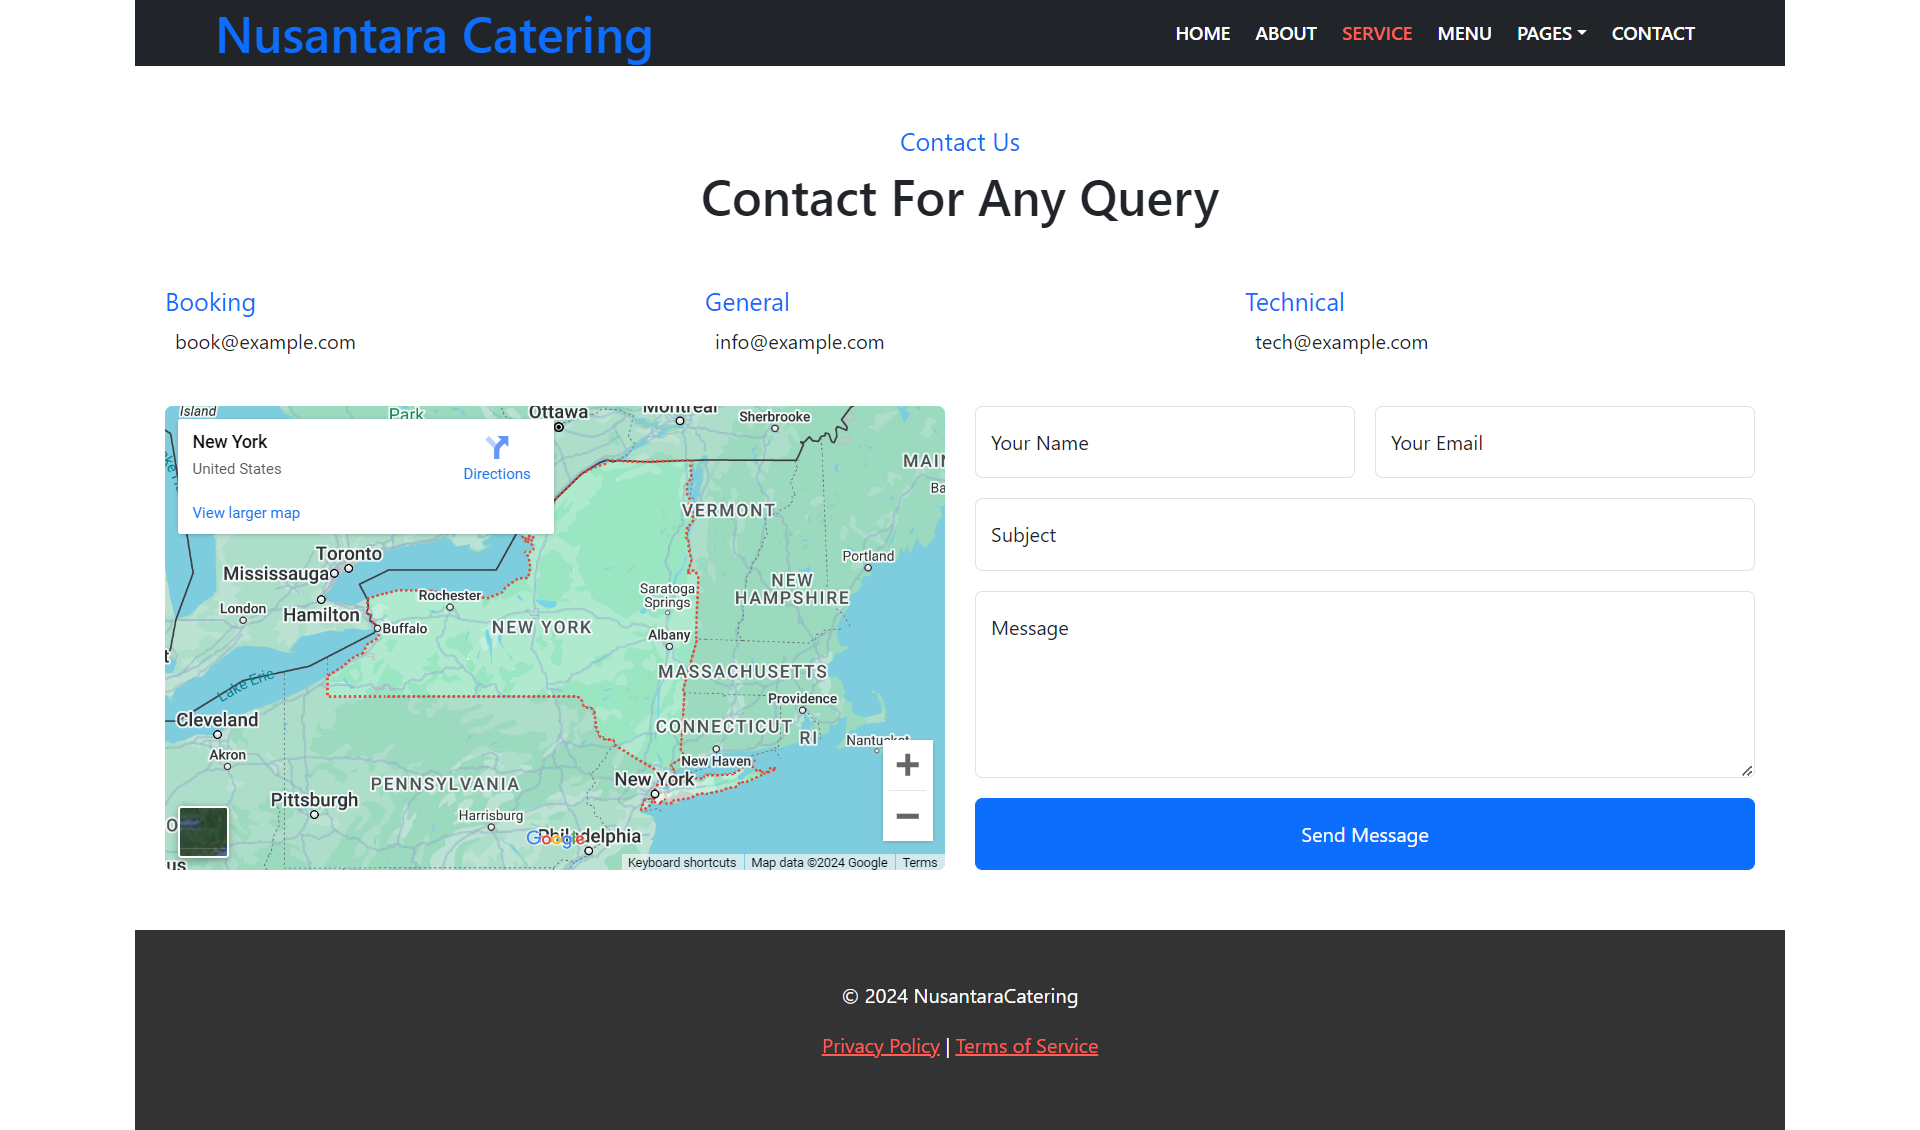 Nusantara Catering
HOME ABOUT SERVICE MENU PAGES CONTACT
Contact Us
Contact For Any Query
Booking
book@example.com
General
info@example.com
Technical
tech@example.com
Island
Park
Ottawa
Montreal
Sherbrooke
New York
United States
Directions
View larger map
MAIN
Ba
VERMONT
Toronto
Mississauga
Portland
NEW
HAMPSHIRE
London
Hamilton
Rochester
Saratoga
Springs
Buffalo
NEW YORK
Albany
MASSACHUSETTS
Lake Erie
Providence
Cleveland
CONNECTICUT
RI
Nantucket
Akron
New Haven
New York
PENNSYLVANIA
Pittsburgh
Harrisburg
Philadelphia
Google
Keyboard shortcuts
Map data ©2024 Google
Terms
Your Name
Your Email
Subject
Message
Send Message
© 2024 NusantaraCatering
Privacy Policy | Terms of Service